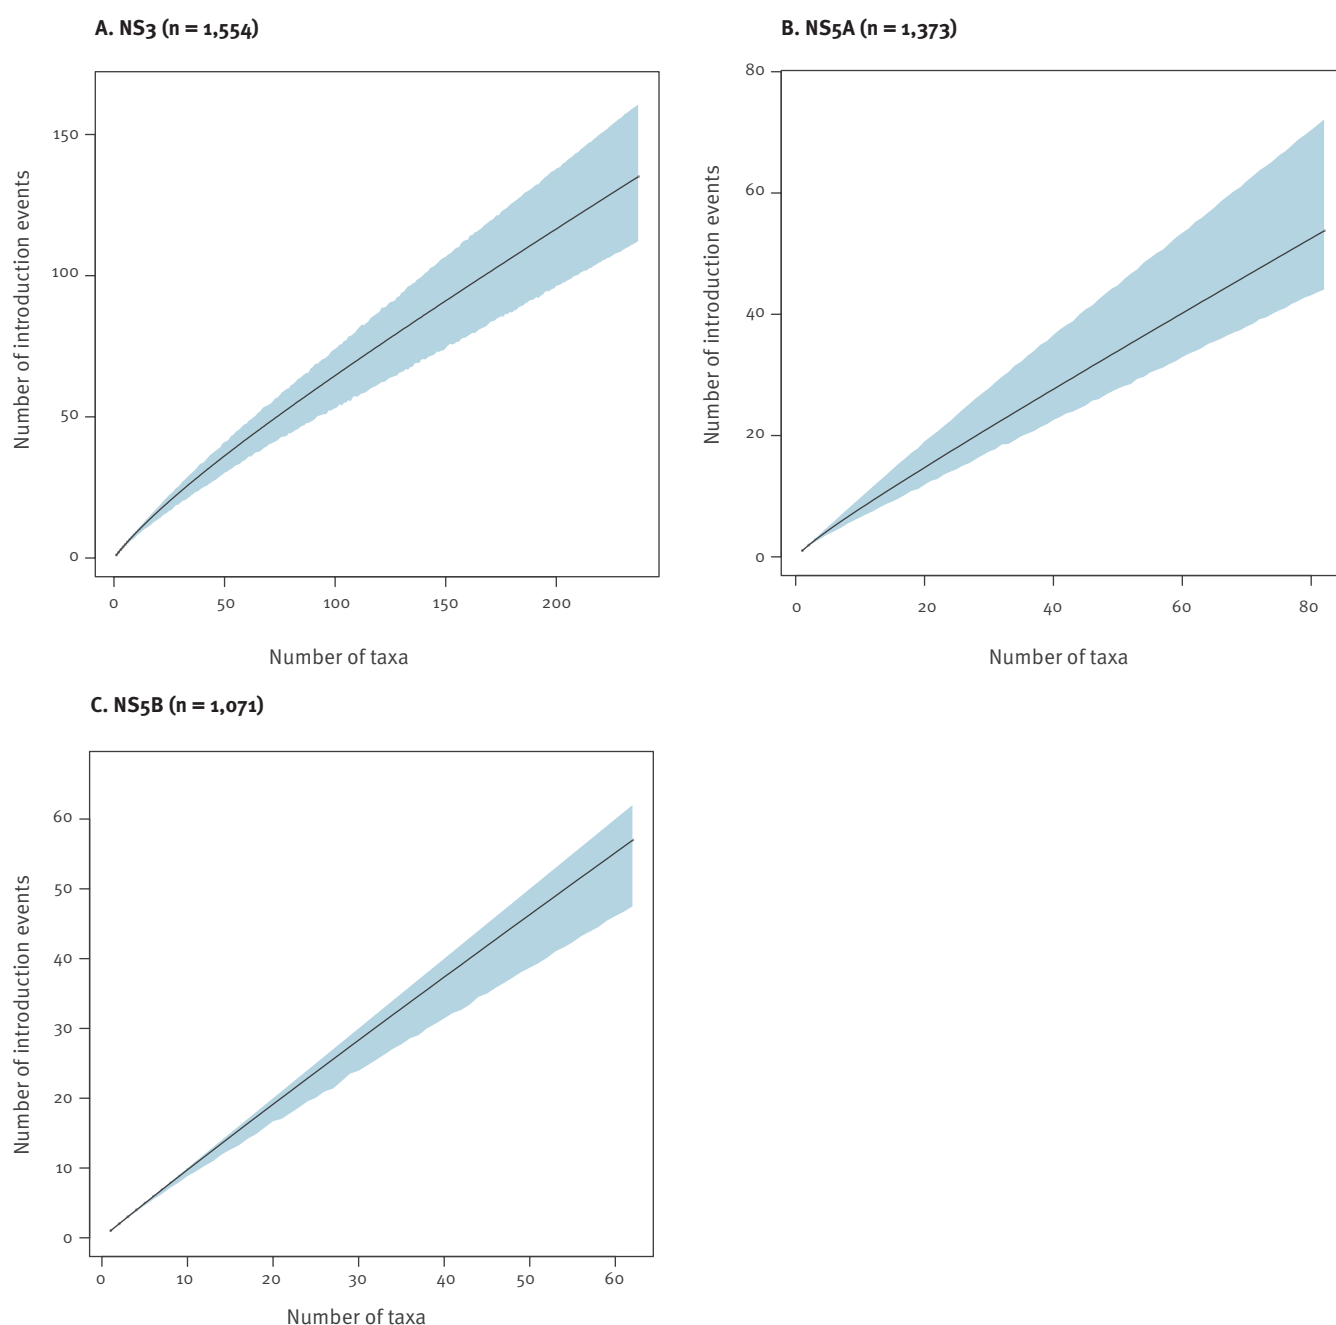 A. NS3 (n = 1,554)
150
100
50
0
Number of introduction events
0 50 100 150 200
Number of taxa
B. NS5A (n = 1,373)
80
60
40
20
0
Number of introduction events
0 20 40 60 80
Number of taxa
C. NS5B (n = 1,071)
60
50
40
30
20
10
0
Number of introduction events
0 10 20 30 40 50 60
Number of taxa